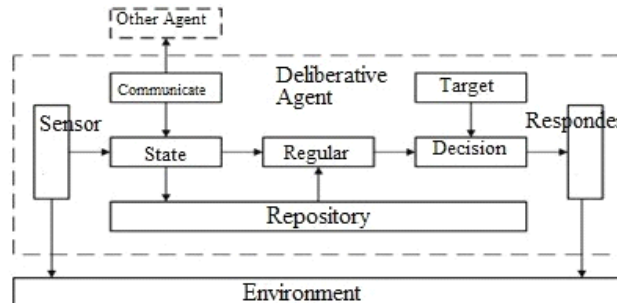 Other Agent
Communicate
Deliberative
Agent
Target
Sensor
Responder
State
Regular
Decision
Repository
Environment